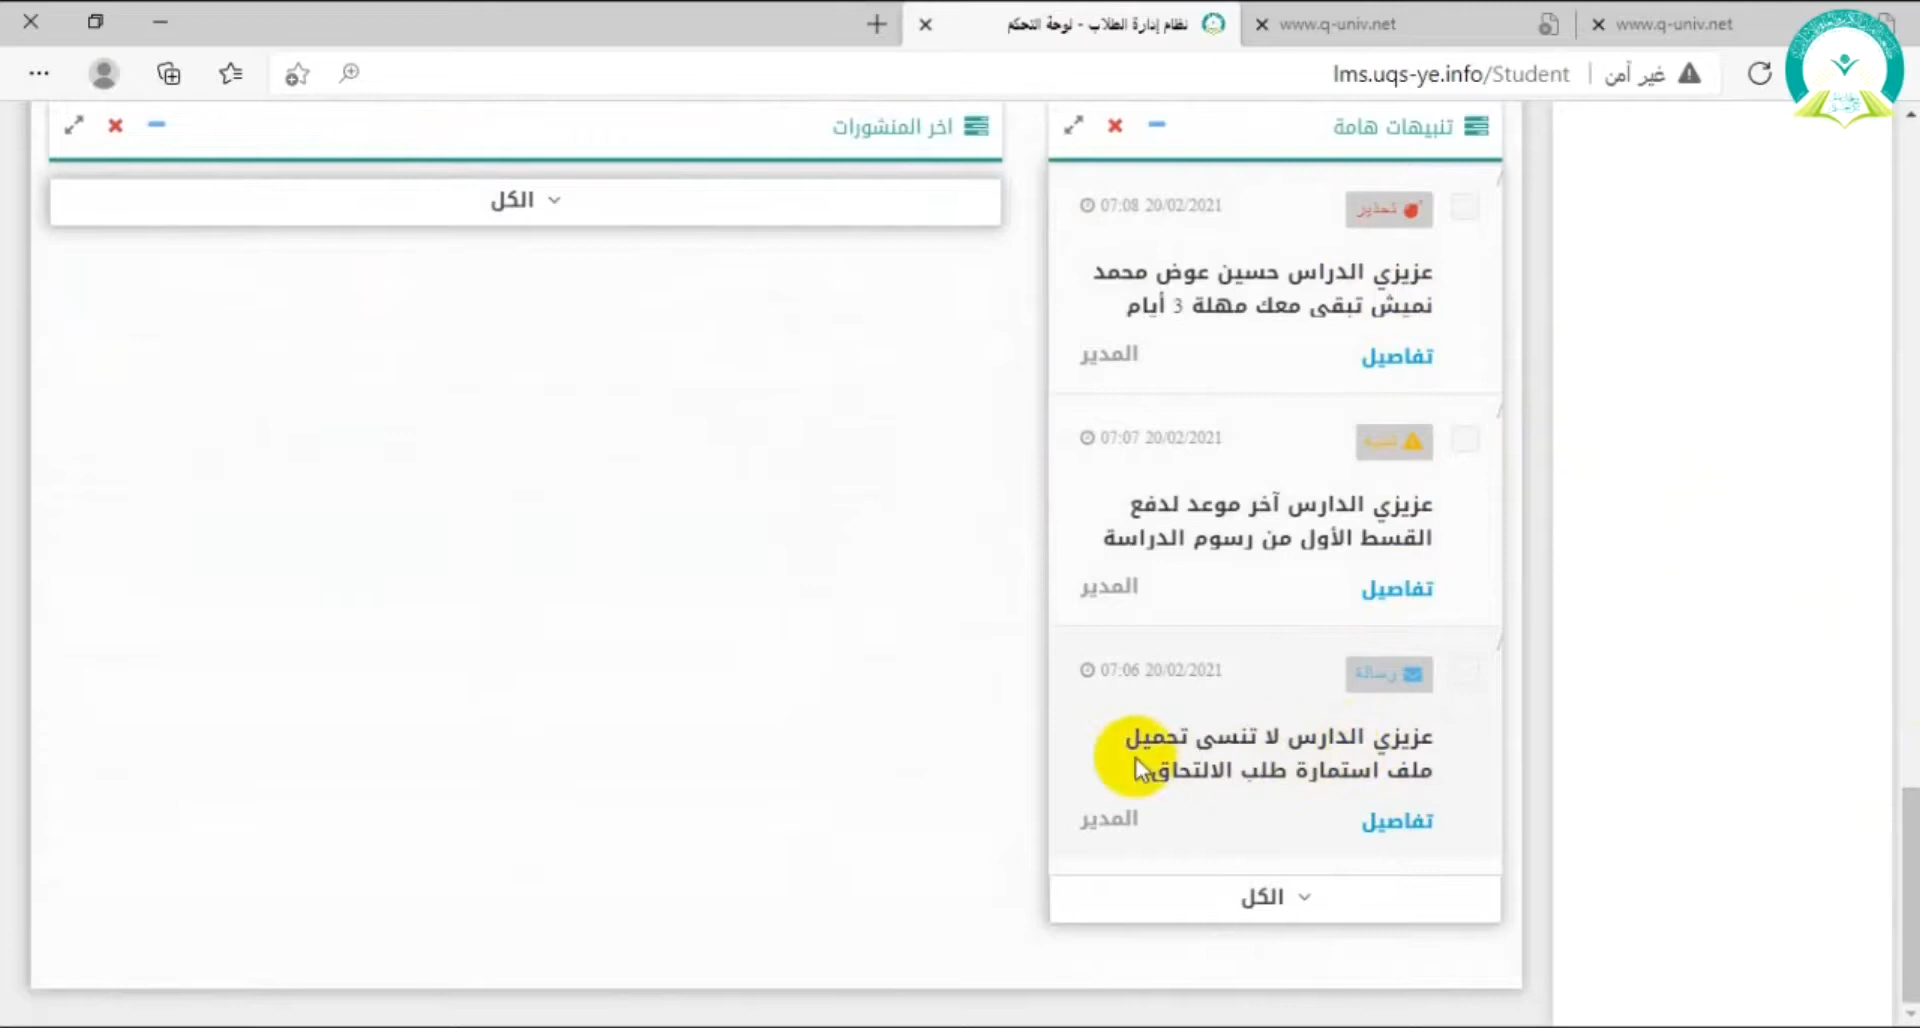 نظام إدارة الطلاب - لوحة التحكم
www.q-univ.net
www.q-univ.net
غير آمن
lms.uqs-ye.info/Student
تنبيهات هامة
تحذير
07:08 20/02/2021
عزيزي الدراس حسين عوض محمد
نميش تبقى معك مهلة 3 أيام
تفاصيل
المدير
تنبيه
07:07 20/02/2021
عزيزي الدارس آخر موعد لدفع
القسط الأول من رسوم الدراسة
تفاصيل
المدير
رسالة
07:06 20/02/2021
عزيزي الدارس لا تنسى تحميل
ملف استمارة طلب الالتحاق
تفاصيل
المدير
الكل
اخر المنشورات
الكل